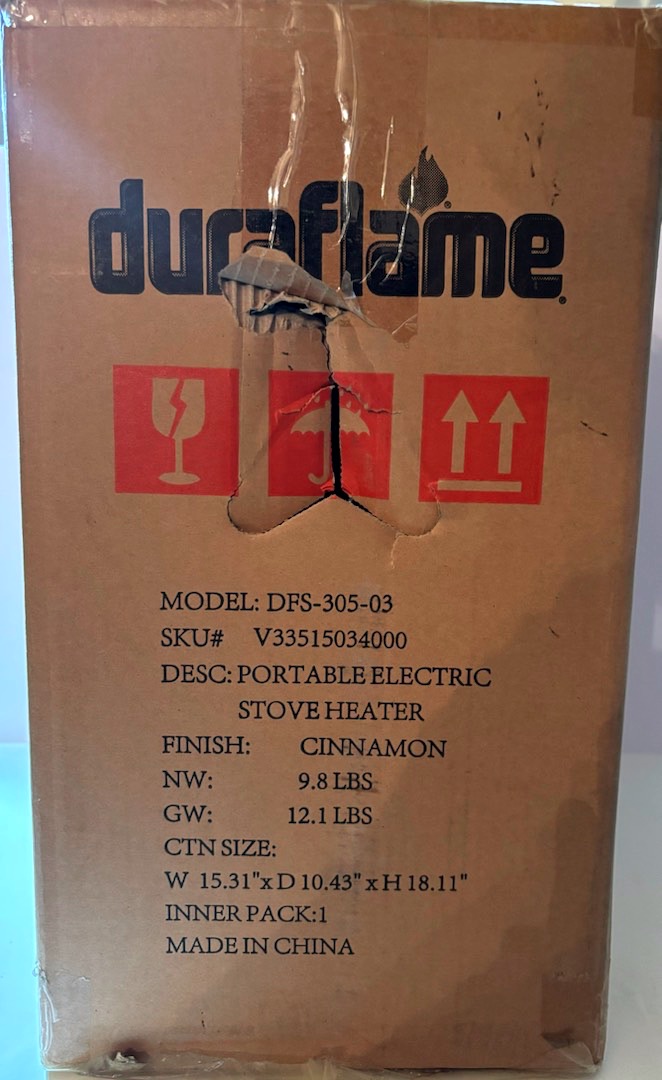 duraflame
MODEL: DFS-305-03
SKU# V33515034000
DESC: PORTABLE ELECTRIC
STOVE HEATER
FINISH: CINNAMON
NW: 9.8 LBS
GW: 12.1 LBS
CTN SIZE:
W 15.31"x D 10.43" x H 18.11"
INNER PACK:1
MADE IN CHINA